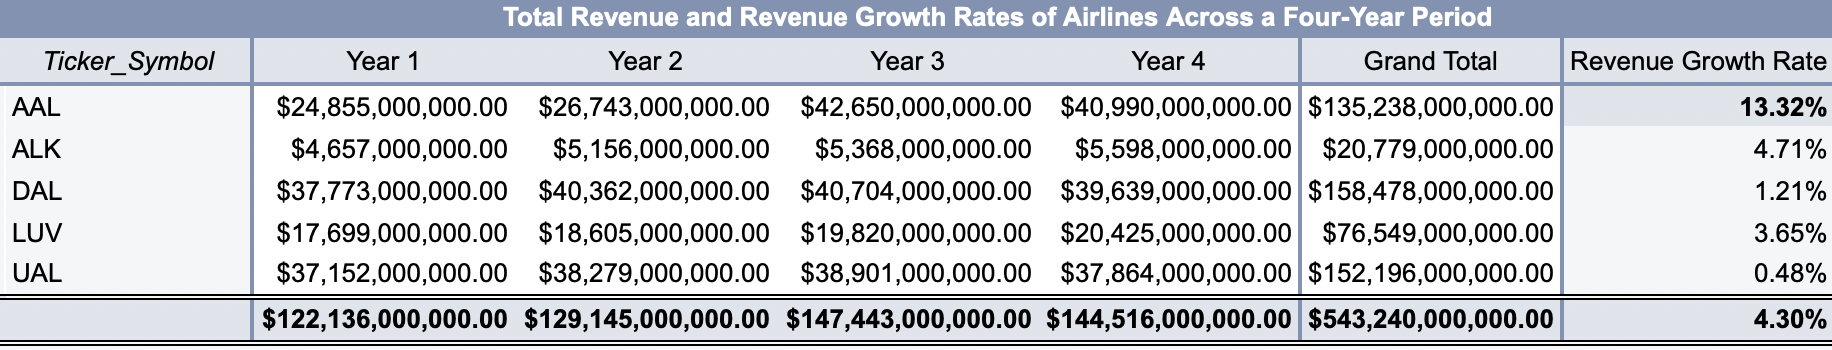 Total Revenue and Revenue Growth Rates of Airlines Across a Four-Year Period
Ticker_Symbol Year 1 Year 2 Year 3 Year 4 Grand Total Revenue Growth Rate
AAL $24,855,000,000.00 $26,743,000,000.00 $42,650,000,000.00 $40,990,000,000.00 $135,238,000,000.00 13.32%
ALK $4,657,000,000.00 $5,156,000,000.00 $5,368,000,000.00 $5,598,000,000.00 $20,779,000,000.00 4.71%
DAL $37,773,000,000.00 $40,362,000,000.00 $40,704,000,000.00 $39,639,000,000.00 $158,478,000,000.00 1.21%
LUV $17,699,000,000.00 $18,605,000,000.00 $19,820,000,000.00 $20,425,000,000.00 $76,549,000,000.00 3.65%
UAL $37,152,000,000.00 $38,279,000,000.00 $38,901,000,000.00 $37,864,000,000.00 $152,196,000,000.00 0.48%
$122,136,000,000.00 $129,145,000,000.00 $147,443,000,000.00 $144,516,000,000.00 $543,240,000,000.00 4.30%